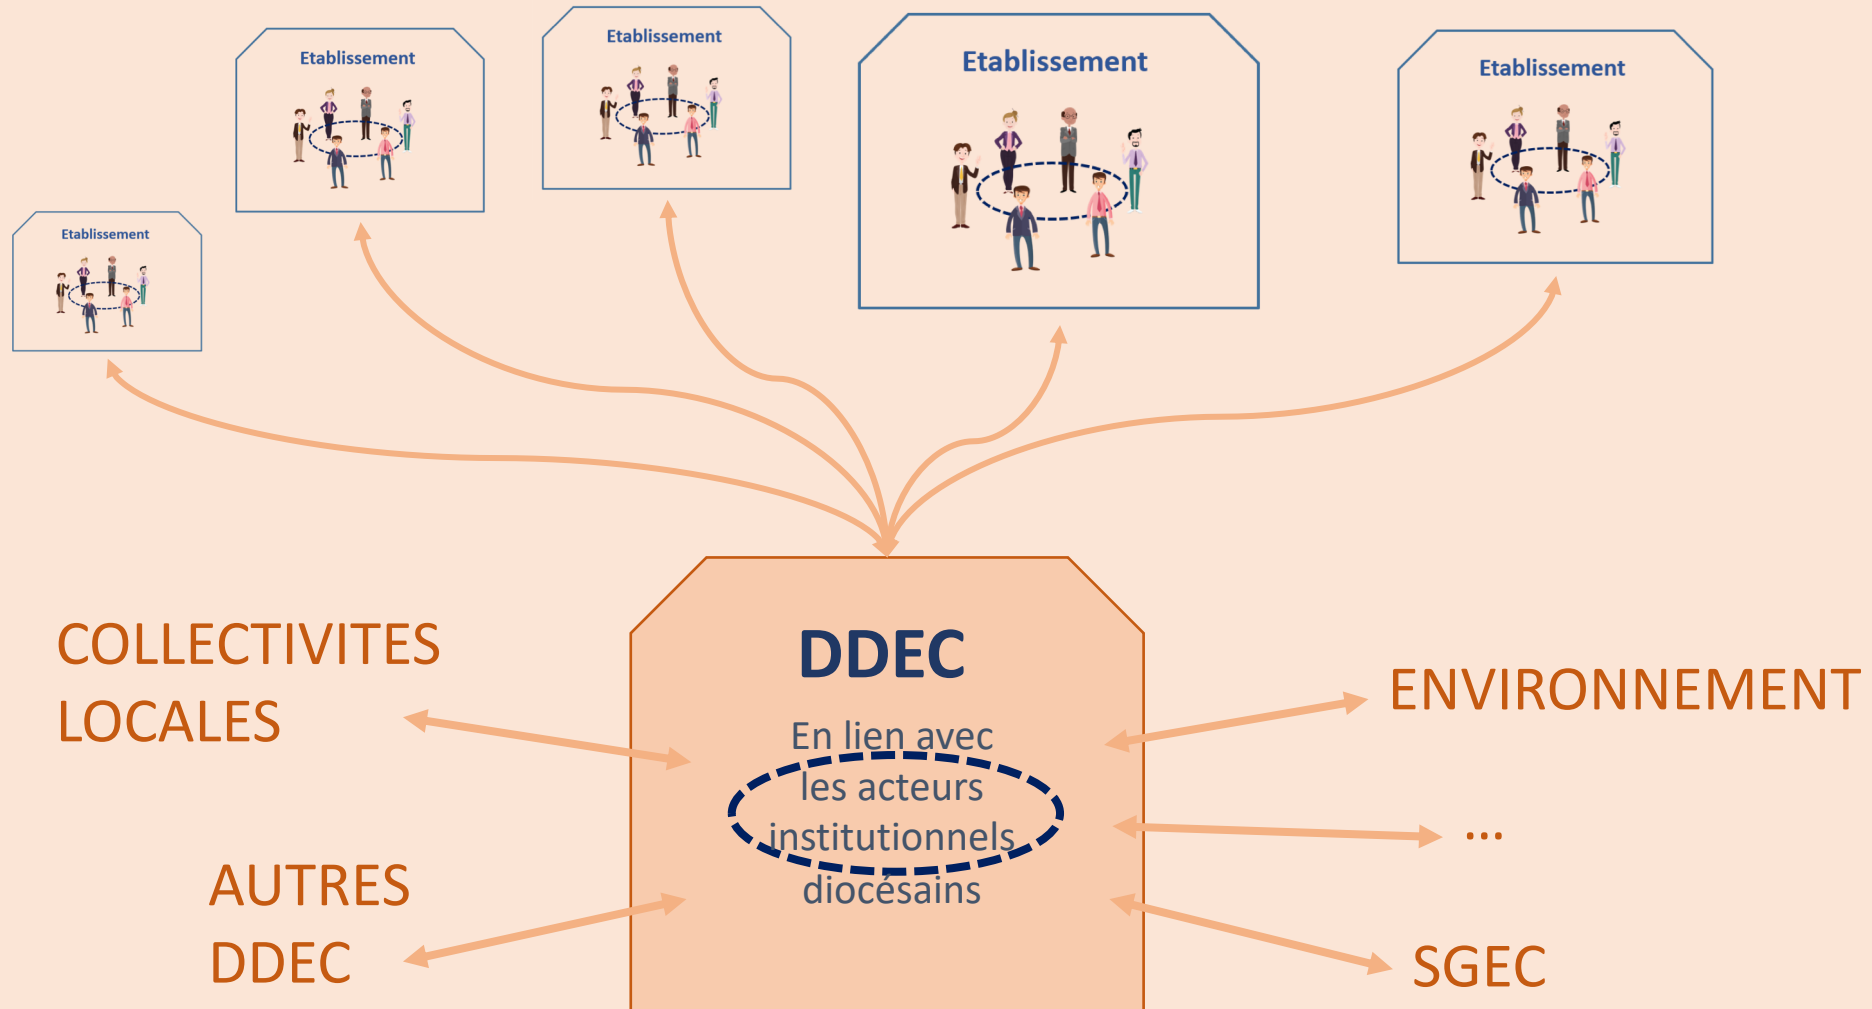 Etablissement
Etablissement
Etablissement
Etablissement
Etablissement
DDEC
En lien avec
les acteurs
institutionnels
diocésains
COLLECTIVITES
LOCALES
AUTRES
DDEC
ENVIRONNEMENT
...
SGEC